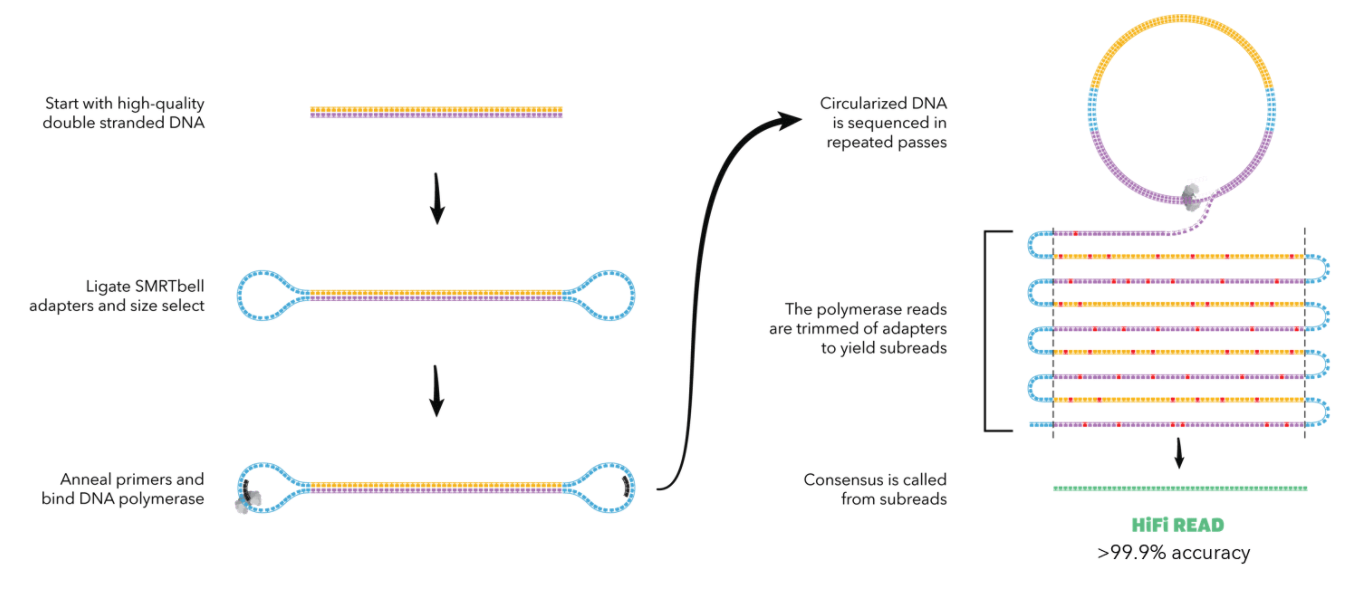 Start with high-quality
double stranded DNA
Ligate SMRTbell
adapters and size select
Anneal primers and
bind DNA polymerase
Circularized DNA
is sequenced in
repeated passes
The polymerase reads
are trimmed of adapters
to yield subreads
Consensus is called
from subreads
HiFi READ
>99.9% accuracy